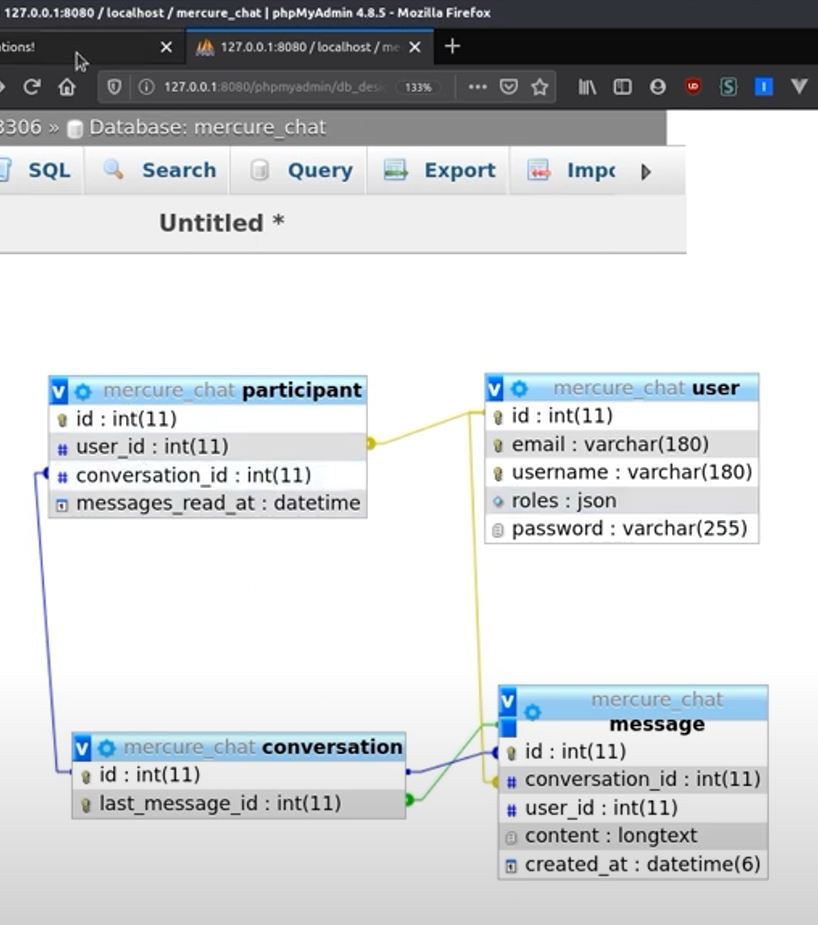 127.0.0.1:8080 / localhost / mercure_chat | phpMyAdmin 4.8.5 - Mozilla Firefox
tions!
127.0.0.1:8080 / localhost / me
127.0.0.1:8080/phpmyadmin/db_desi
133%
3306 » Database: mercure_chat
SQL Search Query Export Impo
Untitled *
mercure_chat participant
id : int(11)
user_id : int(11)
conversation_id : int(11)
messages_read_at : datetime
mercure_chat user
id : int(11)
email : varchar(180)
username : varchar(180)
roles : json
password : varchar(255)
mercure_chat conversation
id : int(11)
last_message_id : int(11)
mercure_chat
message
id : int(11)
conversation_id : int(11)
user_id : int(11)
content : longtext
created_at : datetime(6)